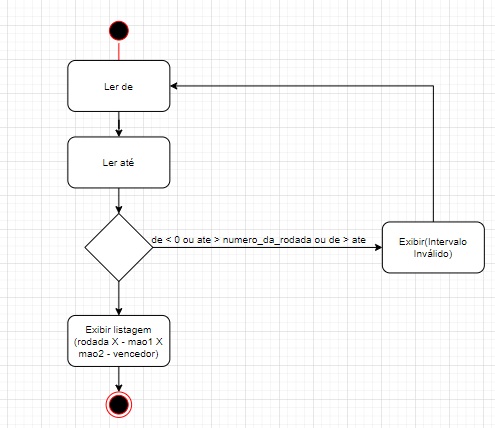 Ler de
Ler até
de < 0 ou ate > numero_da_rodada ou de > ate
Exibir(Intervalo
Inválido)
Exibir listagem
(rodada X - mao1 X
mao2 - vencedor)